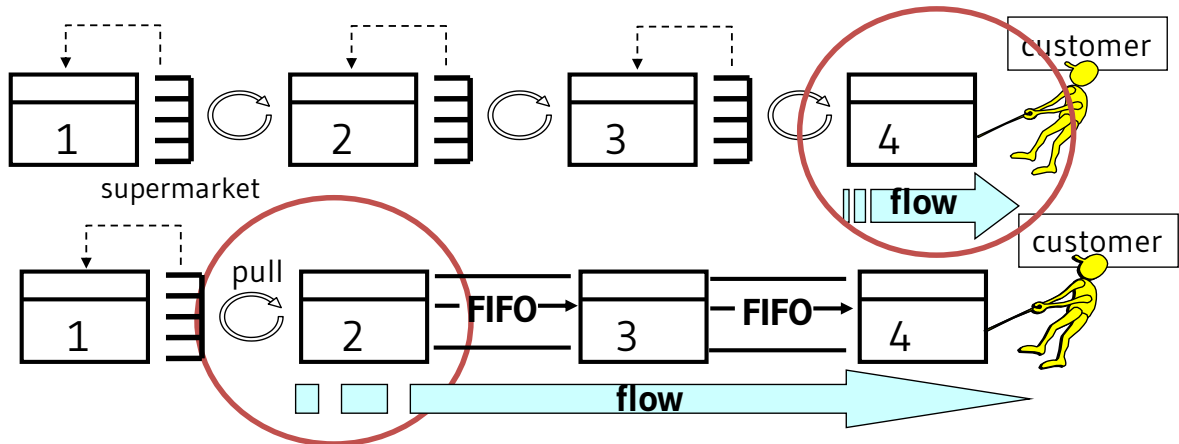 customer
1
2
3
4
supermarket
flow
customer
pull
1
2
FIFO
3
FIFO
4
flow